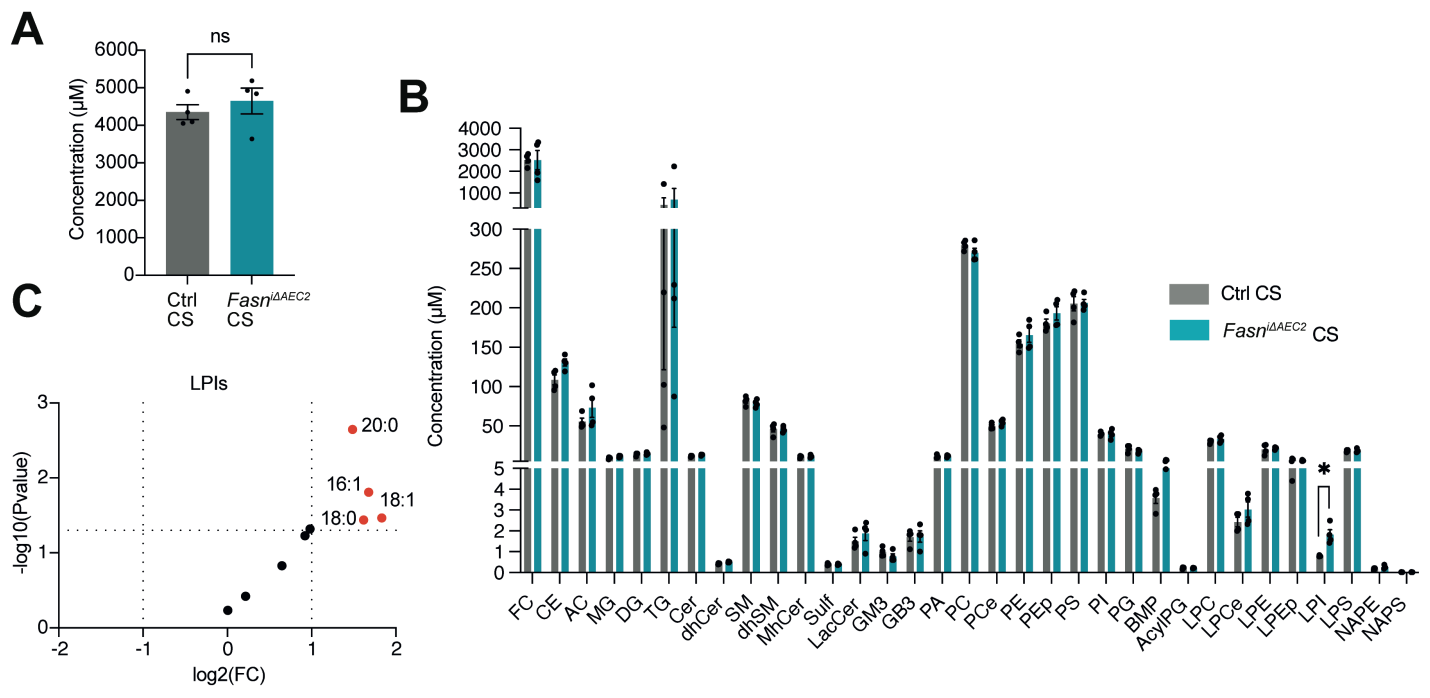 A
ns
6000
5000
4000
3000
2000
1000
0
Concentration (µM)
Ctrl
CS
Fasn^iΔAEC2
CS
B
4000
3000
2000
1000
300
250
200
150
100
50
5
4
3
2
1
0
Concentration (µM)
Ctrl CS
Fasn^iΔAEC2 CS
*
FC
CE
AC
MG
DG
TG
Cer
dhCer
SM
dhSM
MhCer
Sulf
LacCer
GM3
GB3
PA
PC
PCe
PE
PEp
PS
PI
PG
BMP
AcylPG
LPC
LPCe
LPE
LPEp
LPI
LPS
NAPE
NAPS
C
LPIs
3
2
1
0
-log10(Pvalue)
20:0
16:1
18:1
18:0
-2
-1
0
1
2
log2(FC)